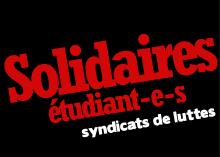 Solidaires
étudiant-e-s
syndicats de luttes